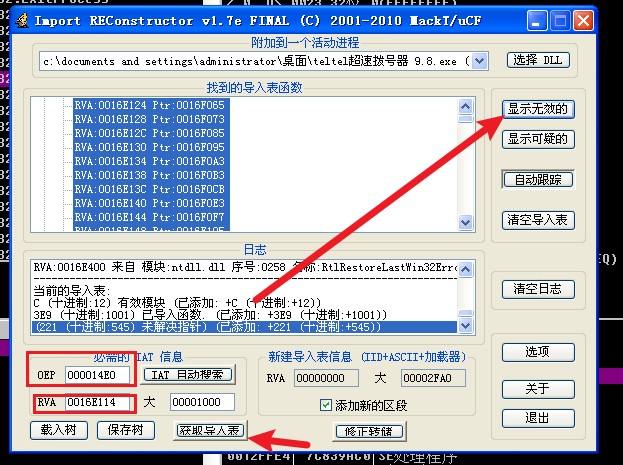 Import REConstructor v1.7e FINAL (C) 2001-2010 MackT/uCF
附加到一个活动进程
c:\documents and settings\administrator\桌面\teltel超速拨号器 9.8.exe (
选择 DLL
找到的导入表函数
RVA:0016E124 Ptr:0016F065
RVA:0016E128 Ptr:0016F073
RVA:0016E12C Ptr:0016F085
RVA:0016E130 Ptr:0016F095
RVA:0016E134 Ptr:0016F0A3
RVA:0016E138 Ptr:0016F0B3
RVA:0016E13C Ptr:0016F0CB
RVA:0016E140 Ptr:0016F0E3
RVA:0016E144 Ptr:0016F0F7
RVA:0016E148 Ptr:0016F105
显示无效的
显示可疑的
自动跟踪
清空导入表
日志
RVA:0016E400 来自 模块:ntdll.dll 序号:0258 名称:RtlRestoreLastWin32Erro
当前的导入表:
C (十进制:12) 有效模块 (已添加: +C (十进制:+12))
3E9 (十进制:1001) 已导入函数. (已添加: +3E9 (十进制:+1001))
(221 (十进制:545) 未解决指针) (已添加: +221 (十进制:+545))
清空日志
必需的 IAT 信息
OEP 000014E0 IAT 自动搜索
RVA 0016E114 大 00001000
载入树 保存树 获取导入表
新建导入表信息 (IID+ASCII+加载器)
RVA 00000000 大 00002FA0
添加新的区段
修正转储
选项
关于
退出
EQ)
0012FFE4 7C839AC0 SE处理程序